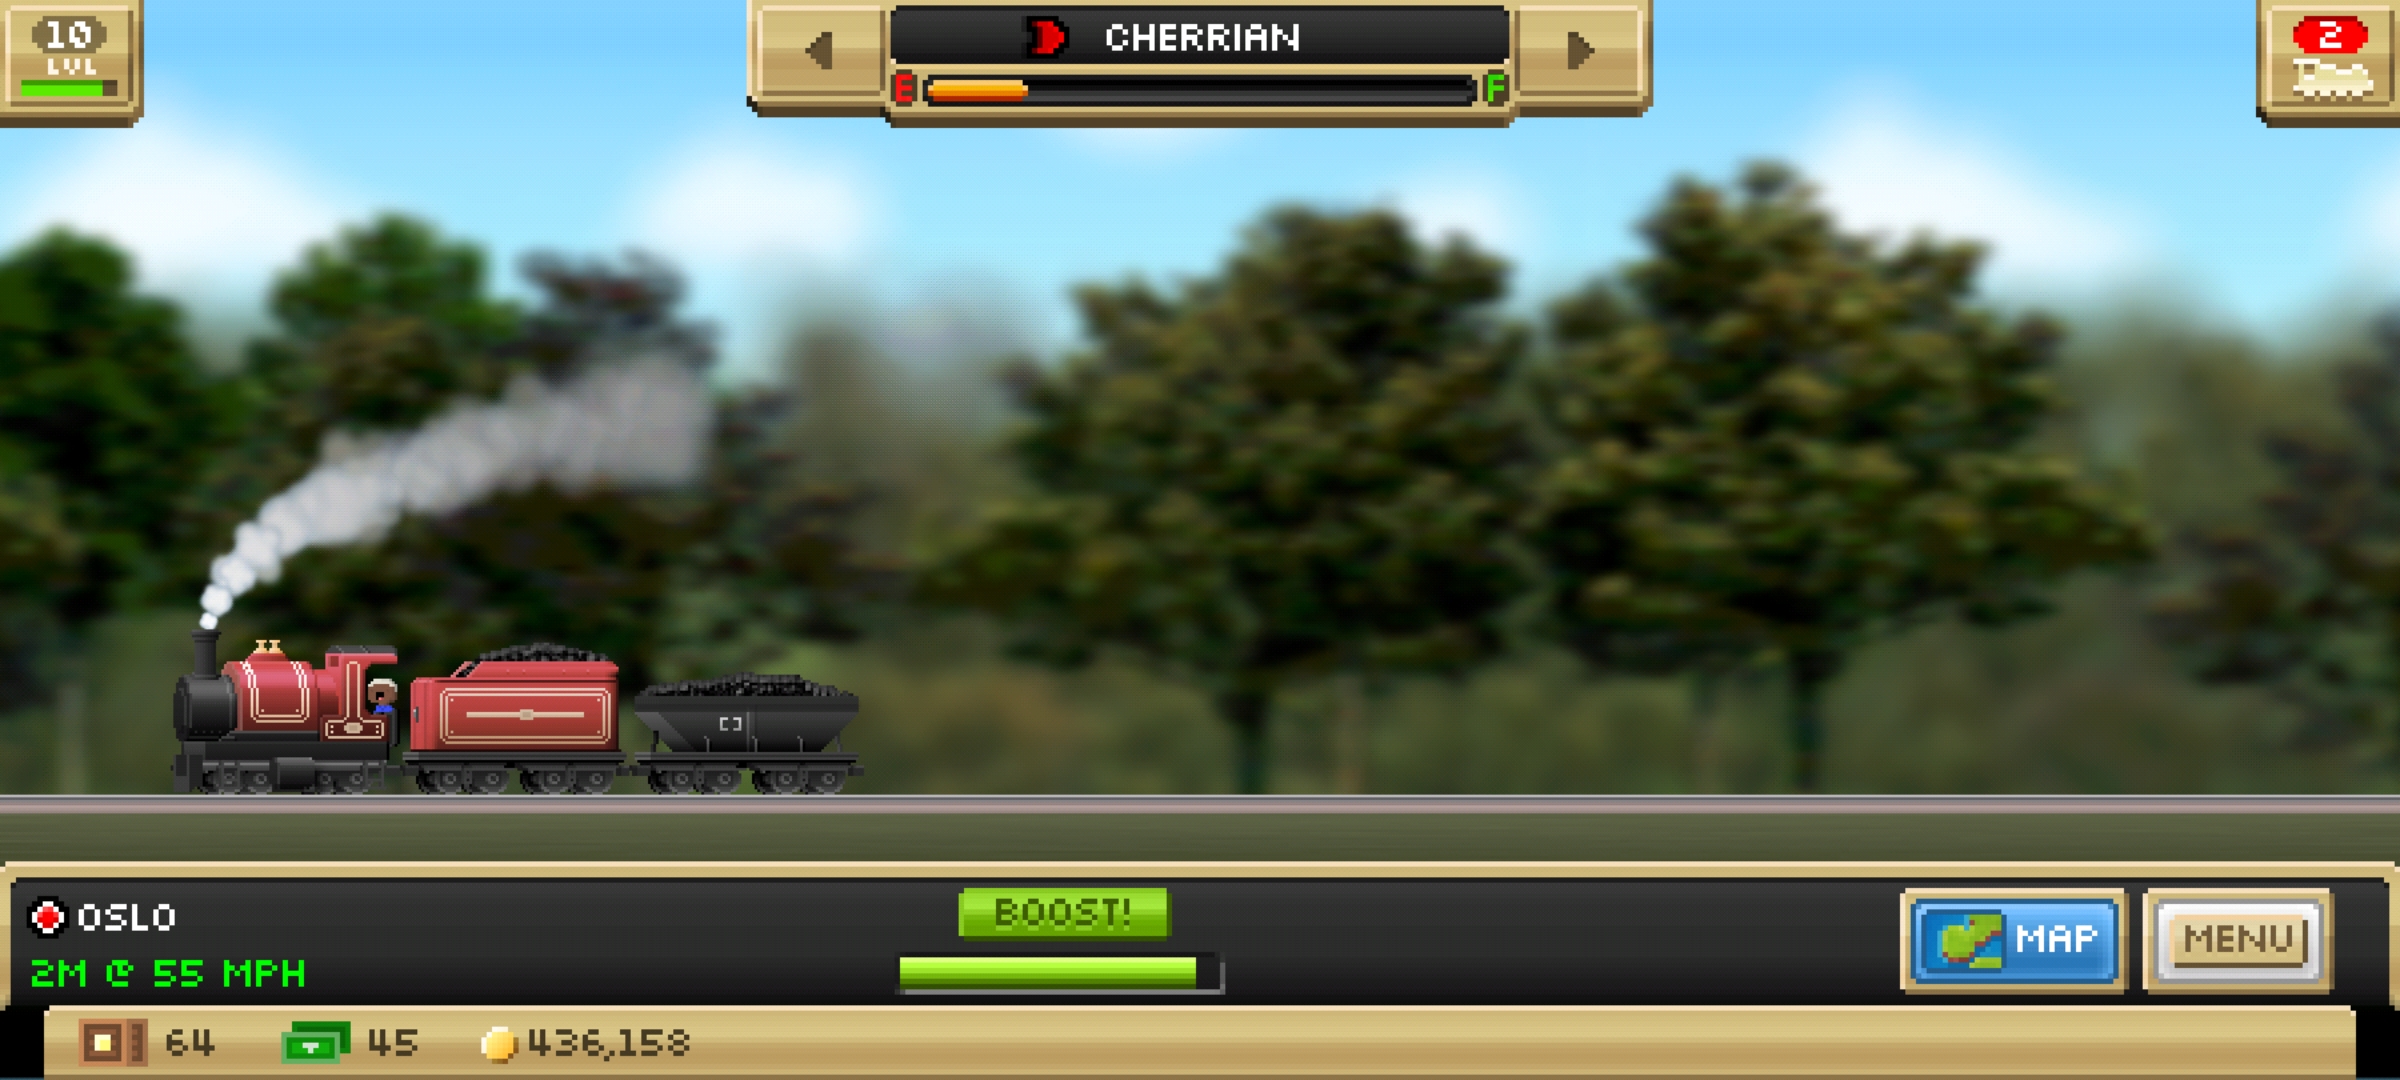 10
LVL
CHERRIAN
E F
2
OSLO
2M @ 55 MPH
BOOST!
MAP
MENU
64
45
436,158